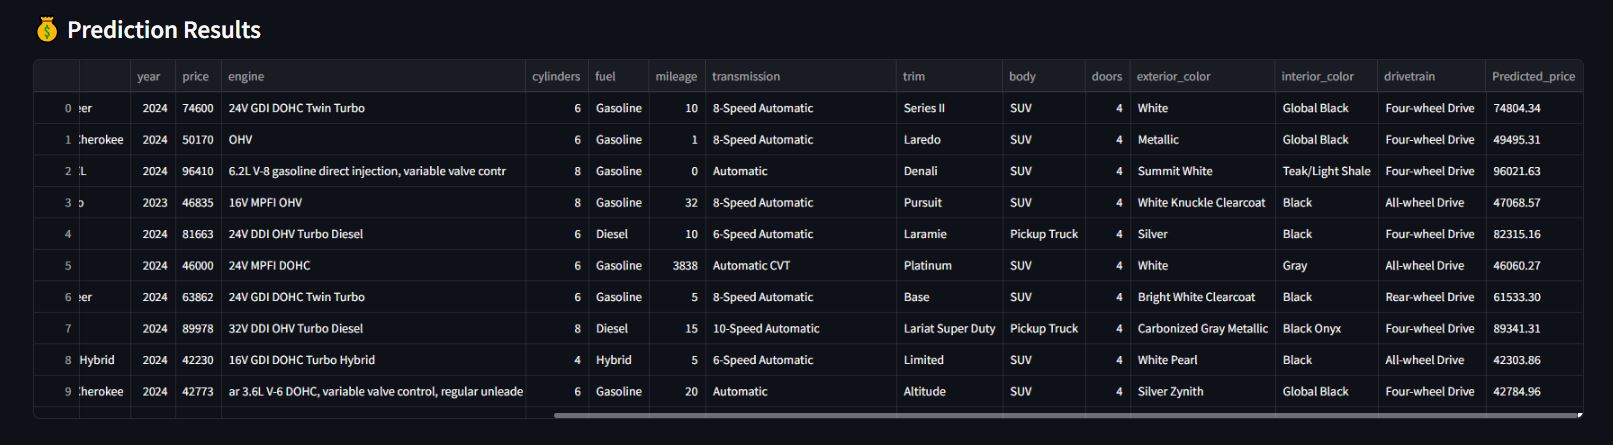 💰 Prediction Results
year price engine cylinders fuel mileage transmission trim body doors exterior_color interior_color drivetrain Predicted_price
0 eer 2024 74600 24V GDI DOHC Twin Turbo 6 Gasoline 10 8-Speed Automatic Series II SUV 4 White Global Black Four-wheel Drive 74804.34
1 Cherokee 2024 50170 OHV 6 Gasoline 1 8-Speed Automatic Laredo SUV 4 Metallic Global Black Four-wheel Drive 49495.31
2 L 2024 96410 6.2L V-8 gasoline direct injection, variable valve contr 8 Gasoline 0 Automatic Denali SUV 4 Summit White Teak/Light Shale Four-wheel Drive 96021.63
3 o 2023 46835 16V MPFI OHV 8 Gasoline 32 8-Speed Automatic Pursuit SUV 4 White Knuckle Clearcoat Black All-wheel Drive 47068.57
4 2024 81663 24V DDI OHV Turbo Diesel 6 Diesel 10 6-Speed Automatic Laramie Pickup Truck 4 Silver Black Four-wheel Drive 82315.16
5 2024 46000 24V MPFI DOHC 6 Gasoline 3838 Automatic CVT Platinum SUV 4 White Gray All-wheel Drive 46060.27
6 eer 2024 63862 24V GDI DOHC Twin Turbo 6 Gasoline 5 8-Speed Automatic Base SUV 4 Bright White Clearcoat Black Rear-wheel Drive 61533.30
7 2024 89978 32V DDI OHV Turbo Diesel 8 Diesel 15 10-Speed Automatic Lariat Super Duty Pickup Truck 4 Carbonized Gray Metallic Black Onyx Four-wheel Drive 89341.31
8 Hybrid 2024 42230 16V GDI DOHC Turbo Hybrid 4 Hybrid 5 6-Speed Automatic Limited SUV 4 White Pearl Black All-wheel Drive 42303.86
9 Cherokee 2024 42773 ar 3.6L V-6 DOHC, variable valve control, regular unleade 6 Gasoline 20 Automatic Altitude SUV 4 Silver Zynith Global Black Four-wheel Drive 42784.96